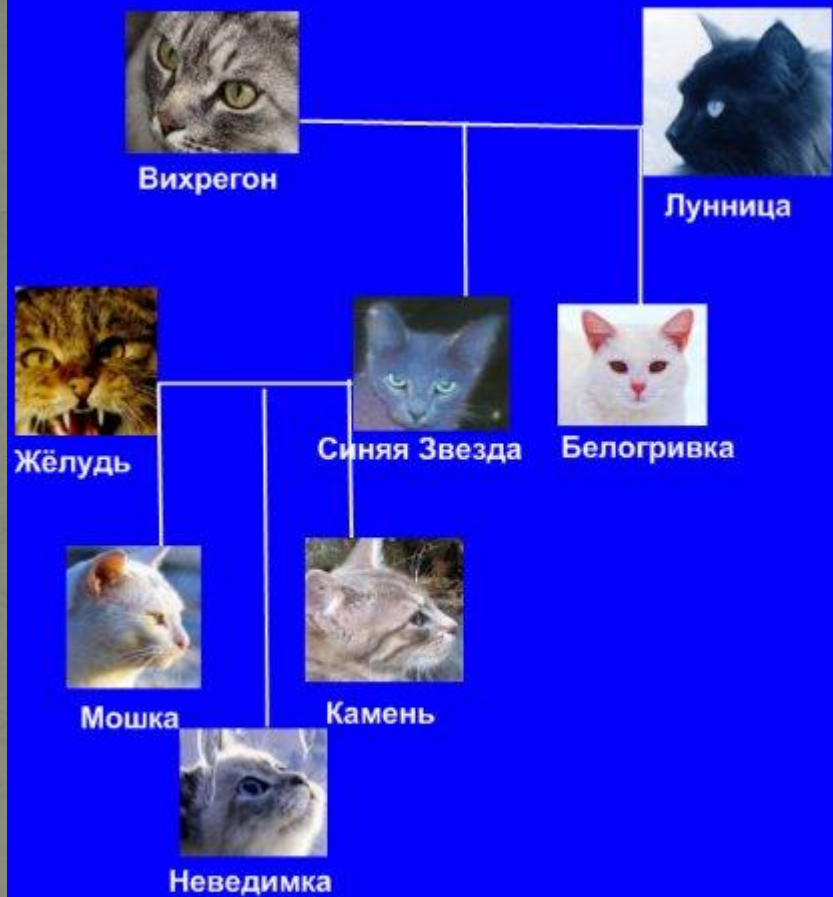 Вихрегон
Лунница
Жёлудь
Синяя Звезда
Белогривка
Мошка
Камень
Неведимка